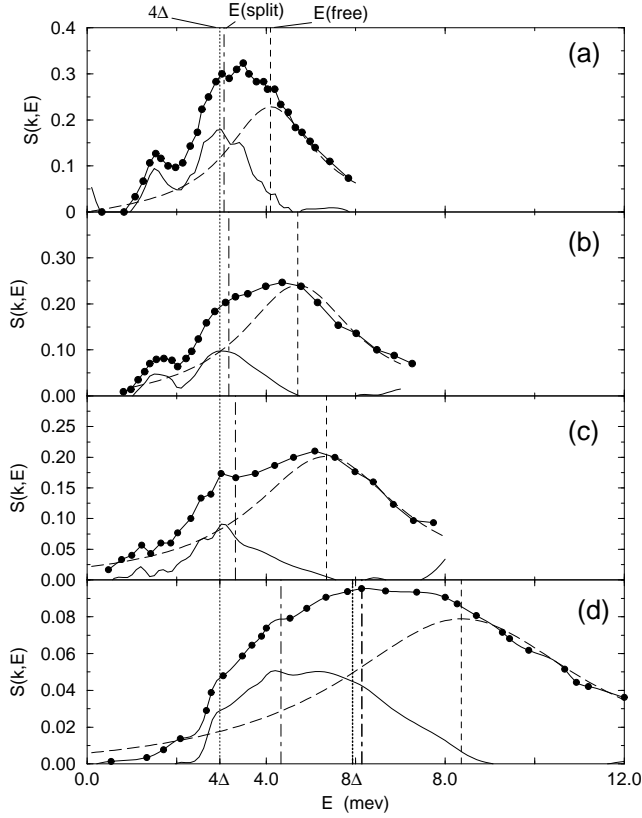 4Δ E(split) E(free)
0.4
0.3
0.2
0.1
0
S(k,E)
(a)
0.30
0.20
0.10
0.00
S(k,E)
(b)
0.25
0.20
0.15
0.10
0.05
0.00
S(k,E)
(c)
0.08
0.06
0.04
0.02
0.00
S(k,E)
(d)
0.0 4Δ 4.0 8Δ 8.0 12.0
E (mev)